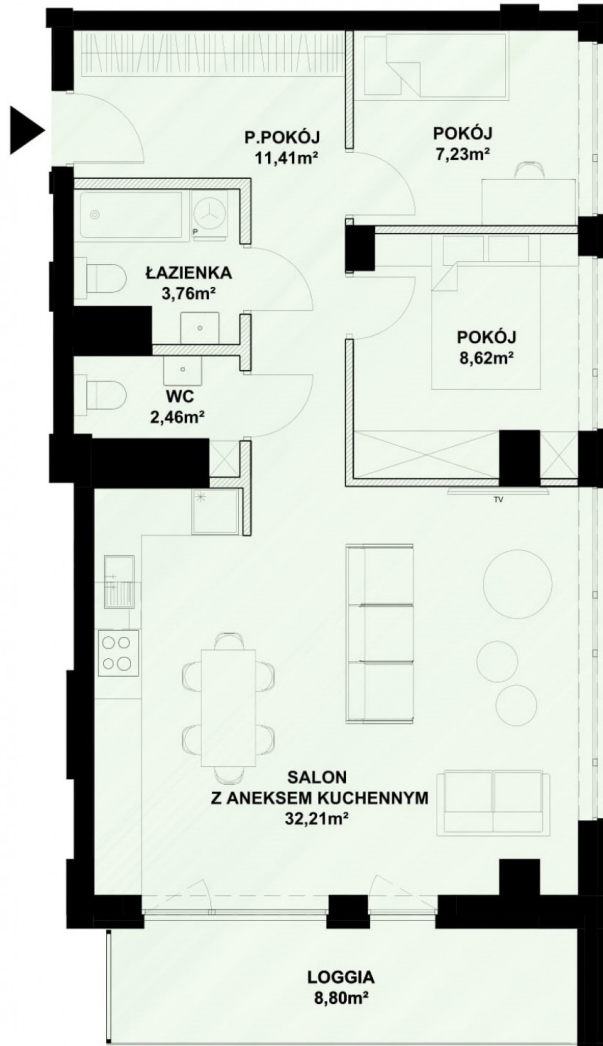 P.POKÓJ
11,41m²
POKÓJ
7,23m²
P
ŁAZIENKA
3,76m²
POKÓJ
8,62m²
WC
2,46m²
TV
SALON
Z ANEKSEM KUCHENNYM
32,21m²
LOGGIA
8,80m²